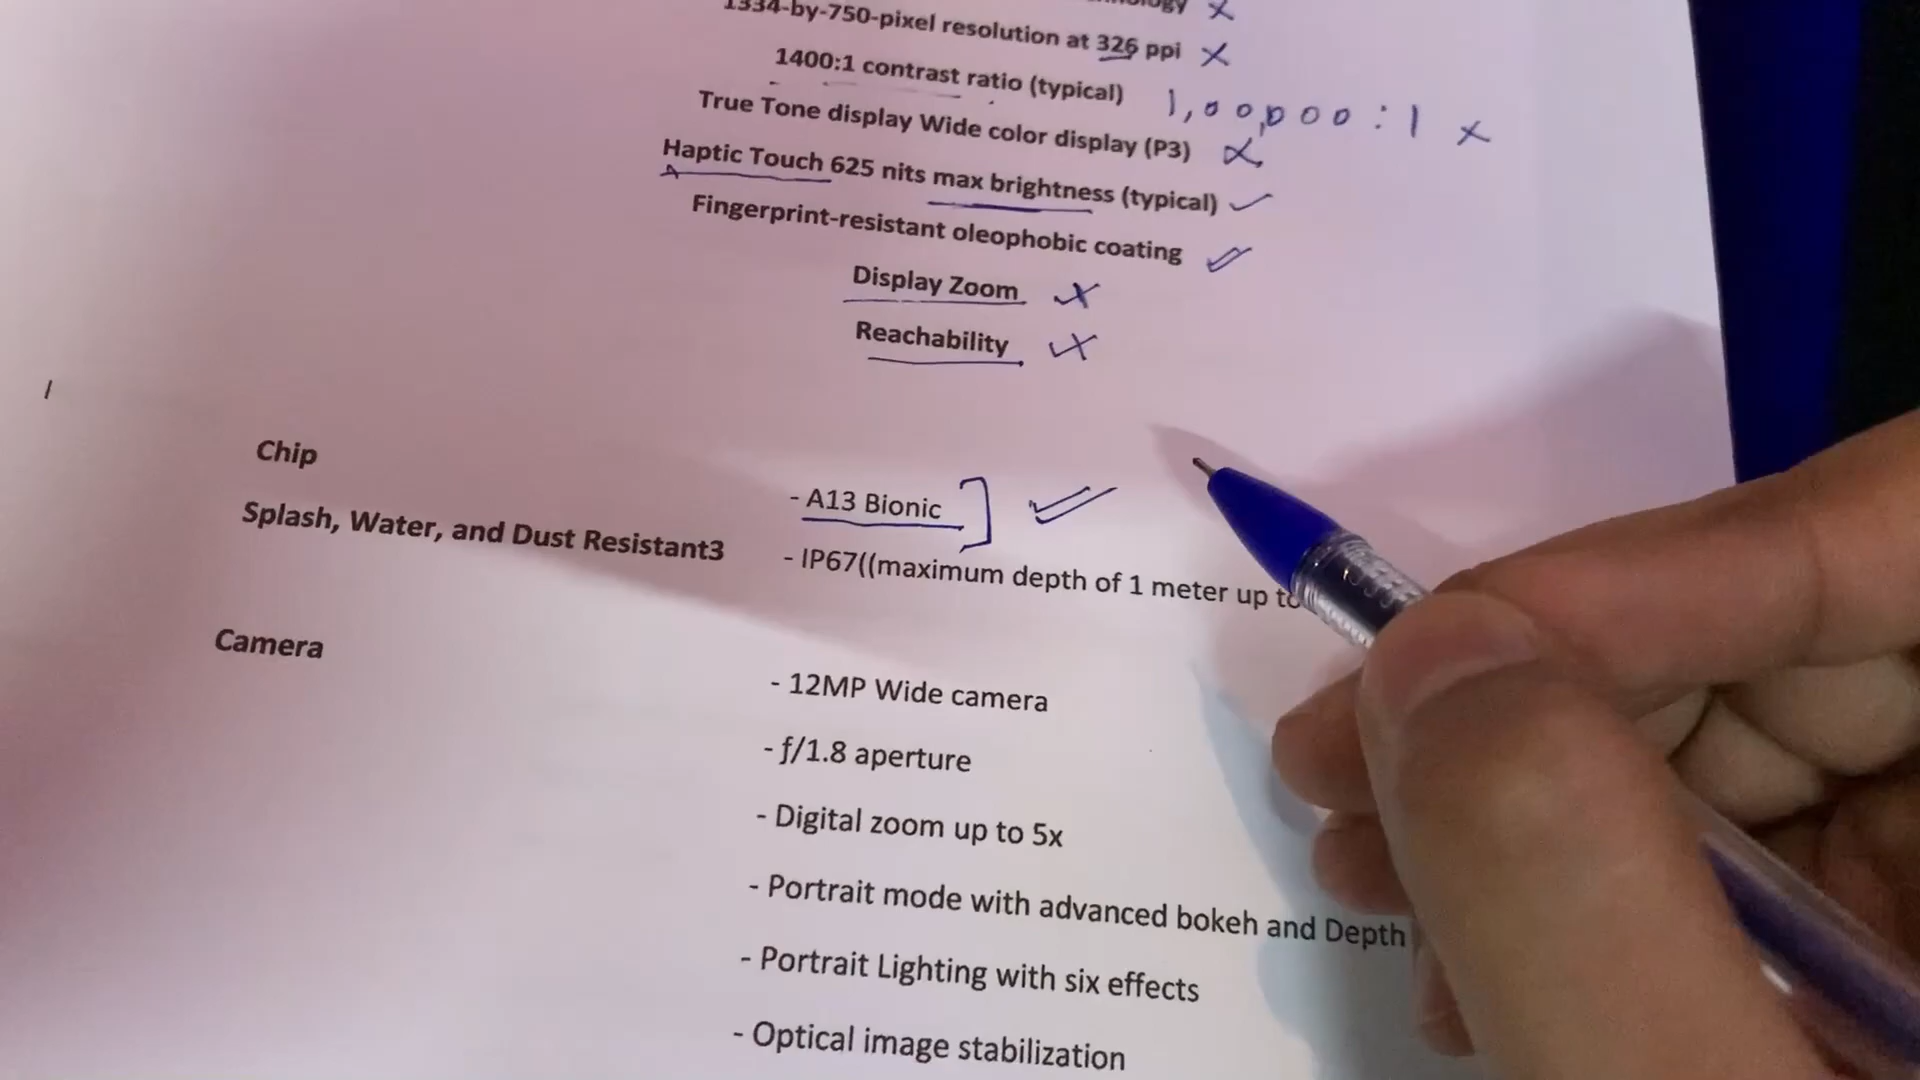 1334-by-750-pixel resolution at 326 ppi
1400:1 contrast ratio (typical) 1,00,000:1
True Tone display Wide color display (P3)
Haptic Touch 625 nits max brightness (typical)
Fingerprint-resistant oleophobic coating
Display Zoom
Reachability
Chip
- A13 Bionic
Splash, Water, and Dust Resistant3
- IP67((maximum depth of 1 meter up to
Camera
- 12MP Wide camera
- ƒ/1.8 aperture
- Digital zoom up to 5x
- Portrait mode with advanced bokeh and Depth
- Portrait Lighting with six effects
- Optical image stabilization